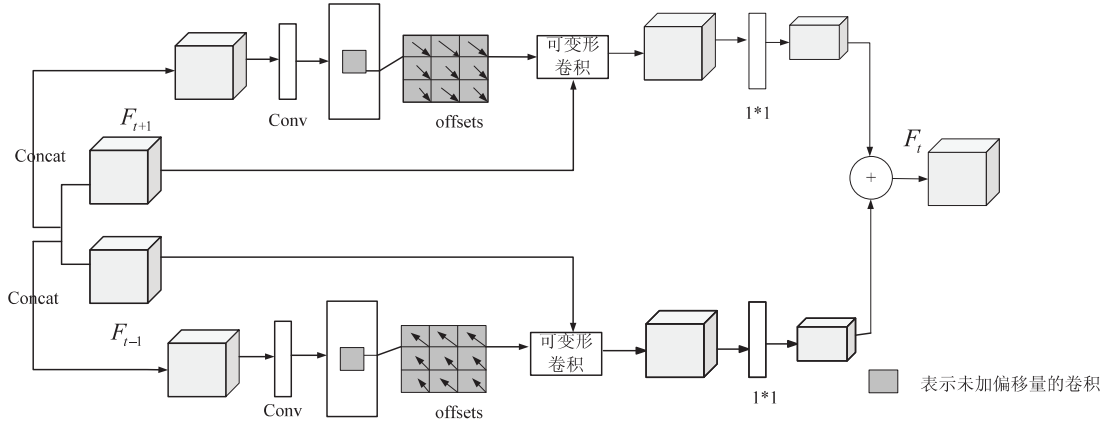 可变形
卷积
Conv
offsets
1*1
F_{t+1}
Concat
+
F_t
Concat
F_{t-1}
可变形
卷积
Conv
offsets
1*1
表示未加偏移量的卷积